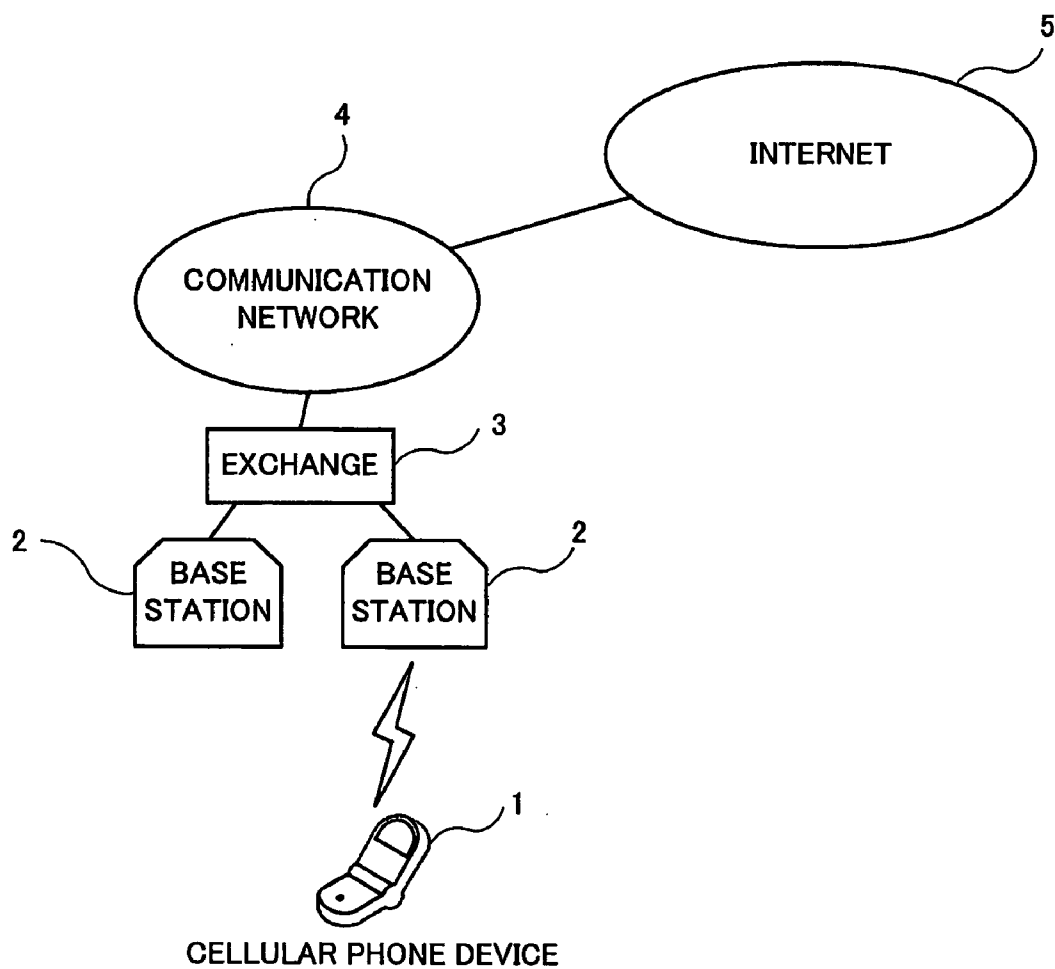 5
4
INTERNET
COMMUNICATION
NETWORK
3
EXCHANGE
2
2
BASE
STATION
BASE
STATION
1
CELLULAR PHONE DEVICE